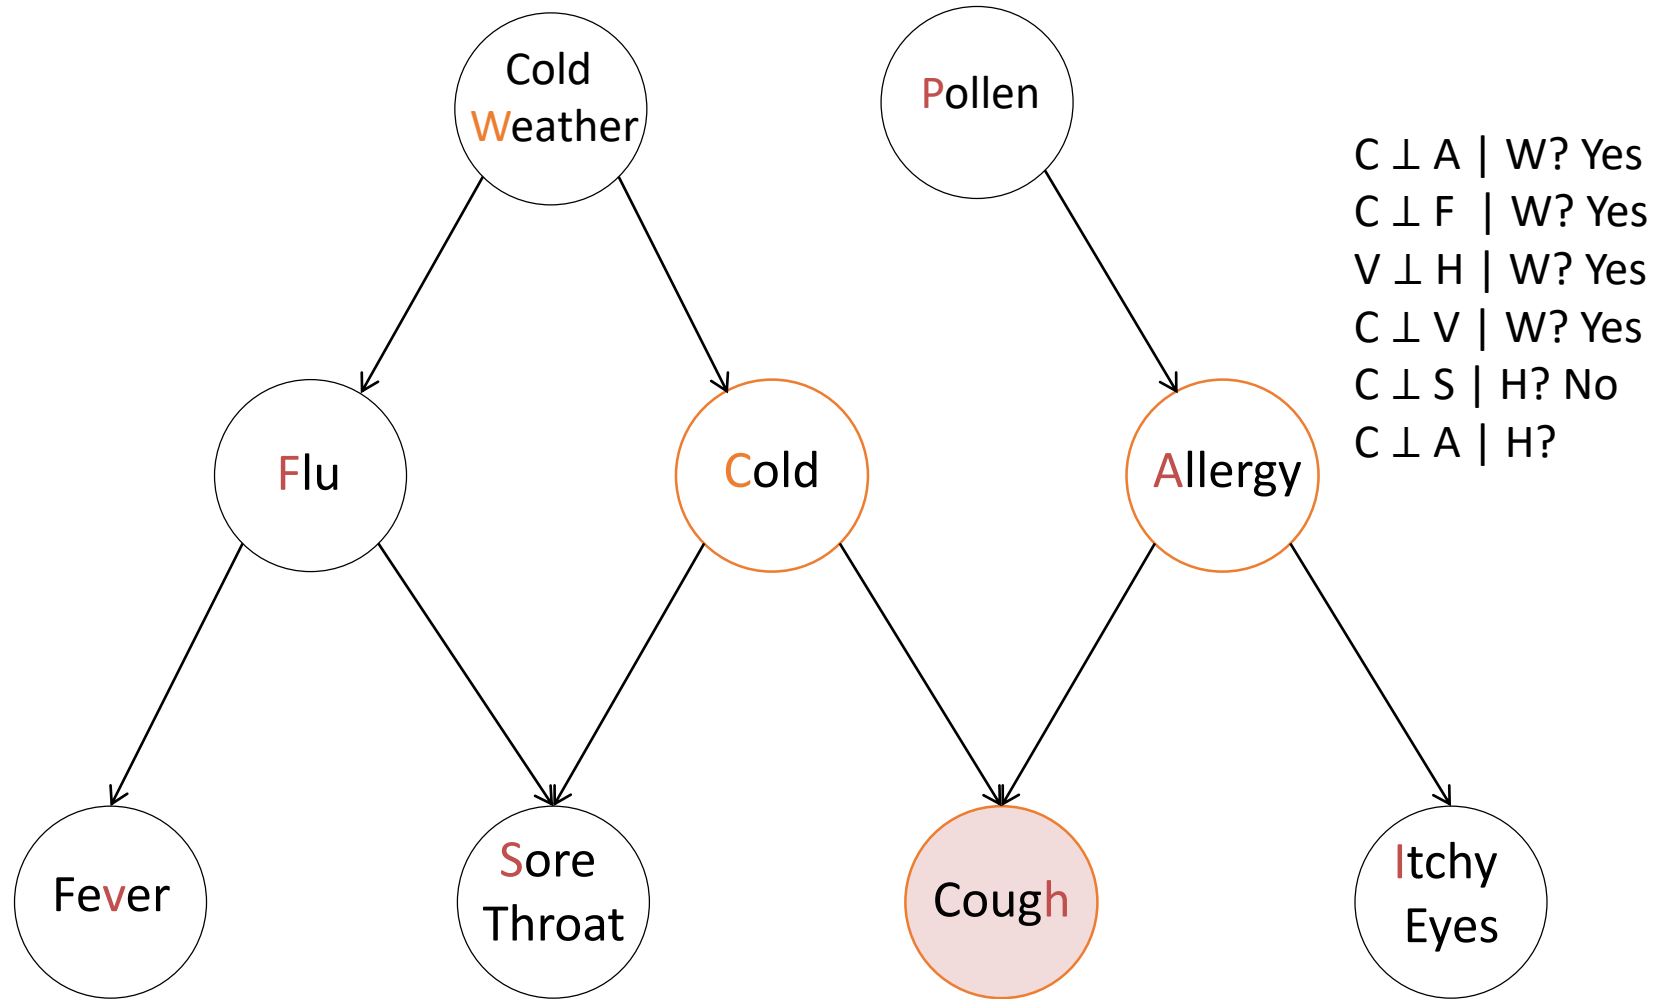 Cold
Weather
Pollen
C ⊥ A | W? Yes
C ⊥ F | W? Yes
V ⊥ H | W? Yes
C ⊥ V | W? Yes
C ⊥ S | H? No
C ⊥ A | H?
Flu
Cold
Allergy
Fever
Sore
Throat
Cough
Itchy
Eyes